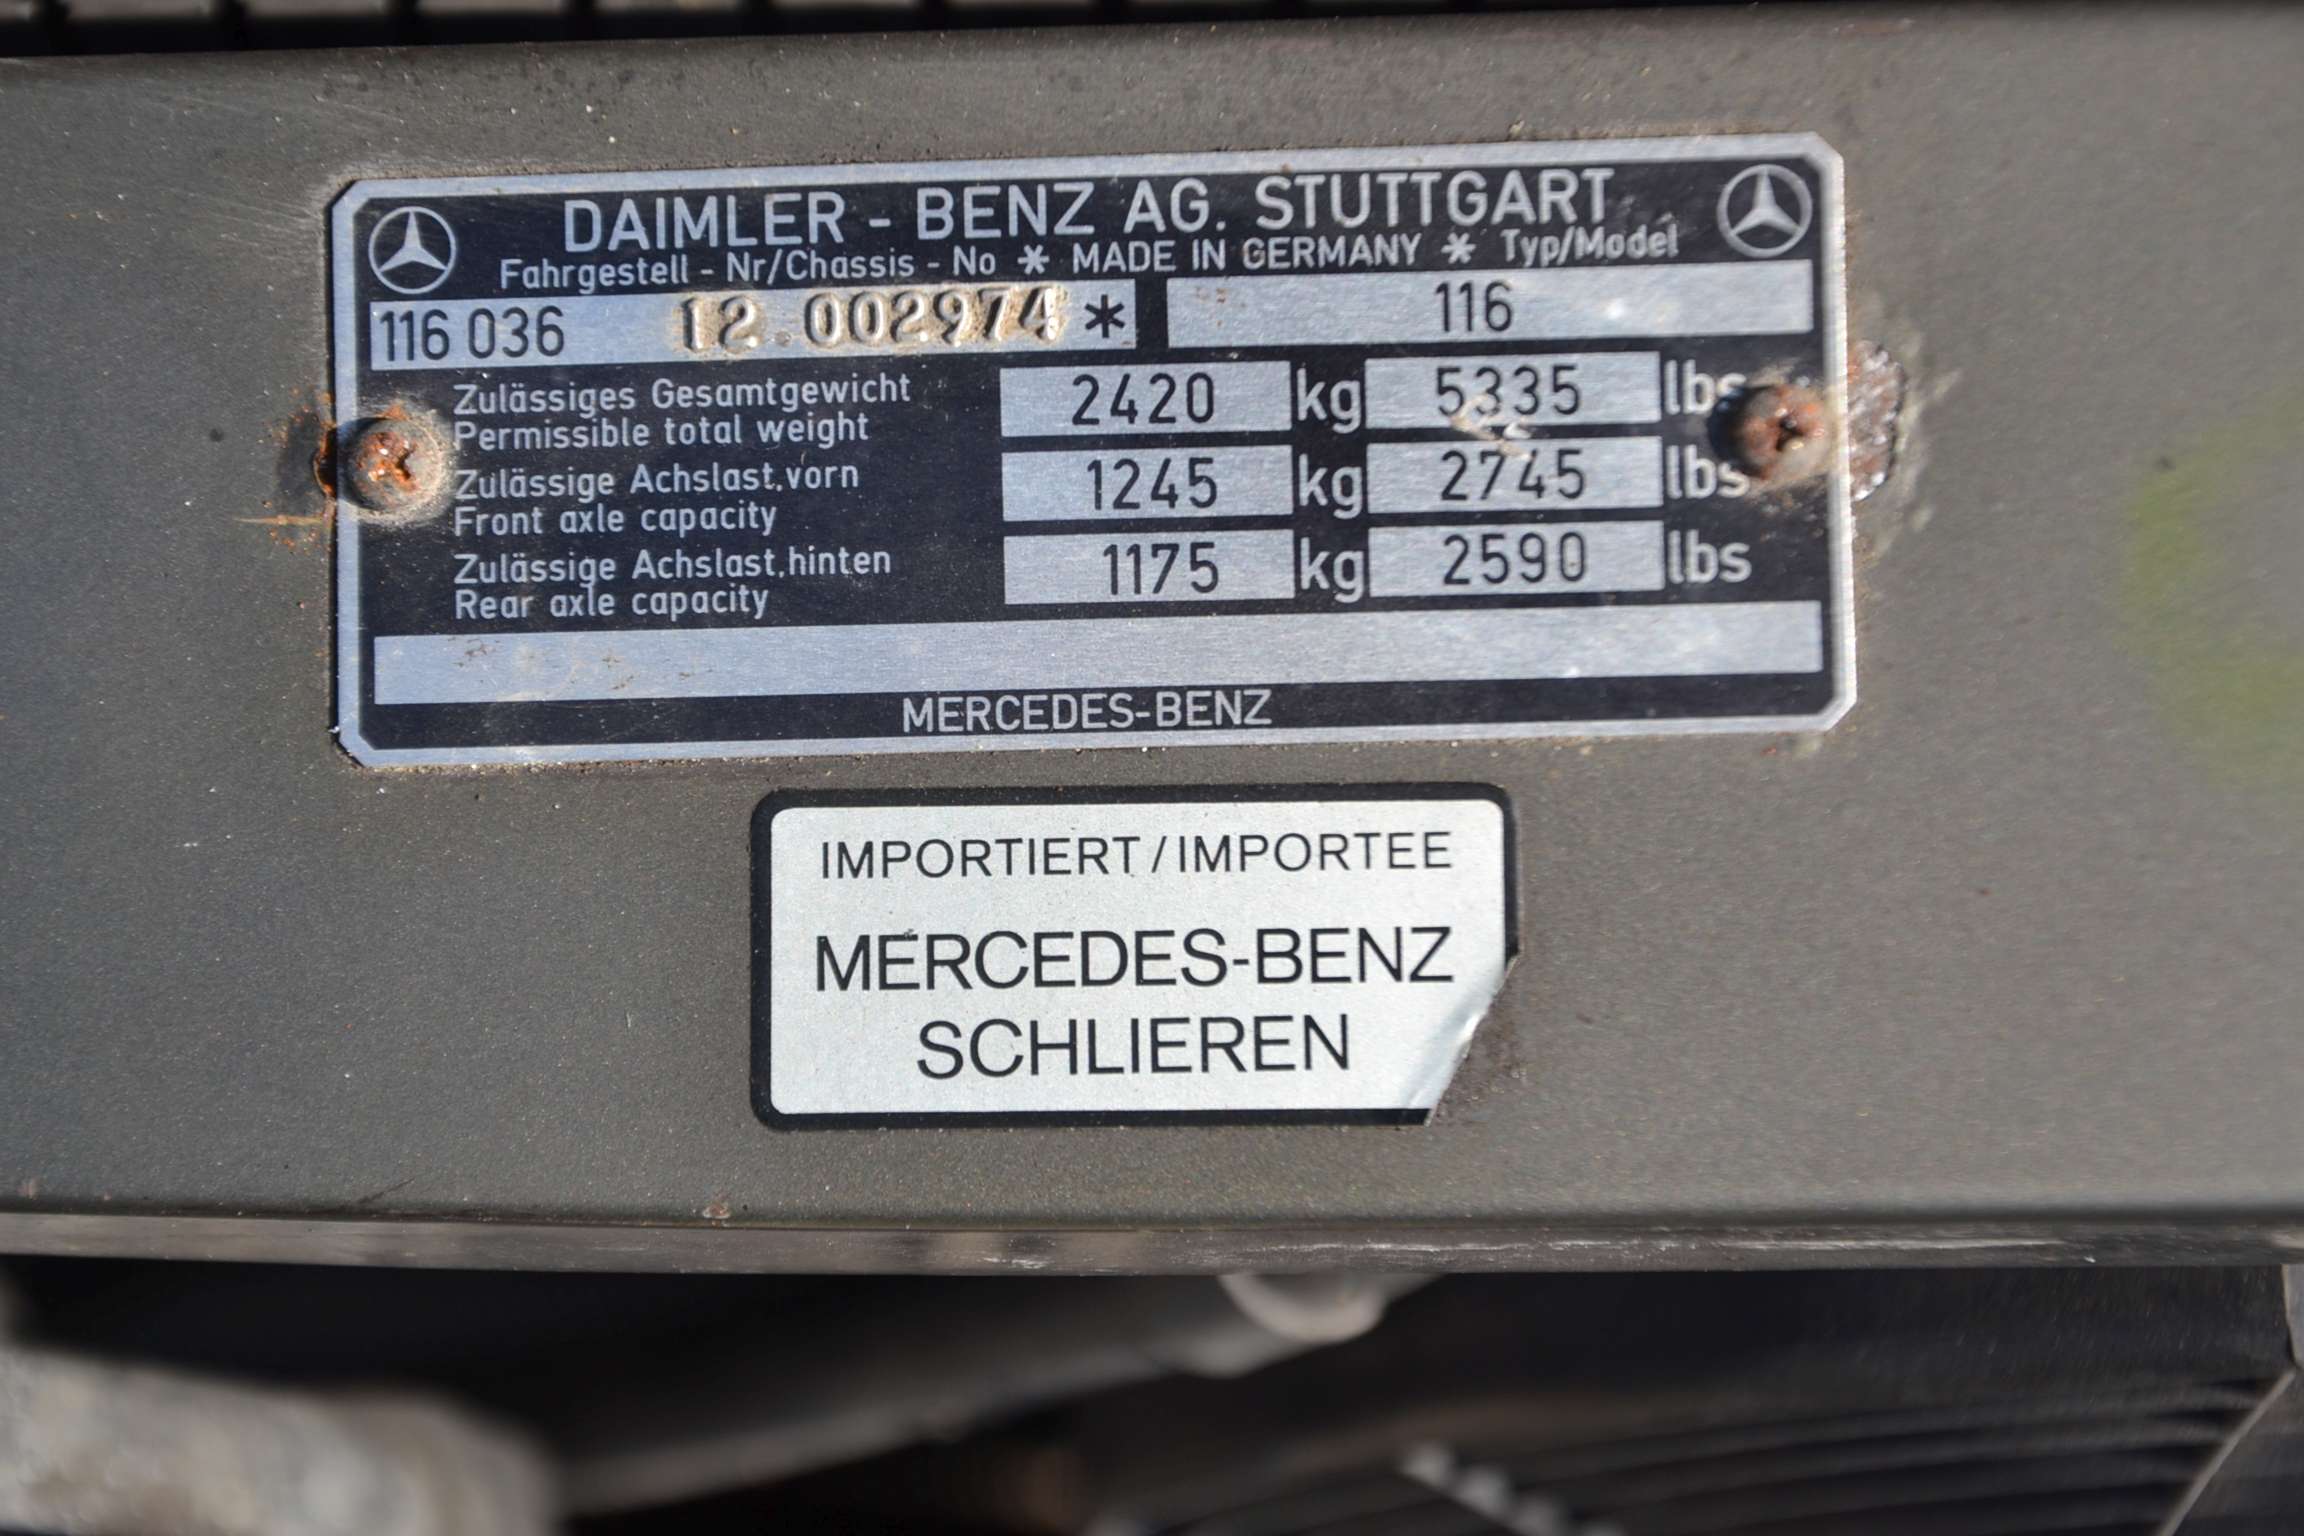 DAIMLER - BENZ AG. STUTTGART
Fahrgestell - Nr/Chassis - No * MADE IN GERMANY * Typ/Model
116 036 12.002974 * 116
Zulässiges Gesamtgewicht
Permissible total weight 2420 kg 5335 lbs
Zulässige Achslast,vorn
Front axle capacity 1245 kg 2745 lbs
Zulässige Achslast,hinten
Rear axle capacity 1175 kg 2590 lbs
MERCEDES-BENZ
IMPORTIERT/IMPORTEE
MERCEDES-BENZ
SCHLIEREN